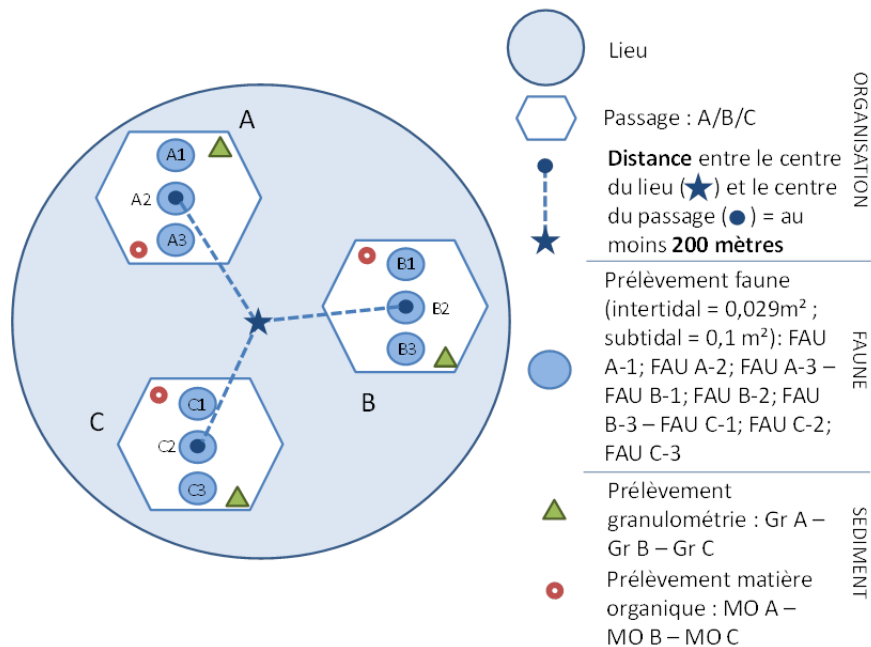 A
A1
A2
A3
B1
B2
B3
B
C
C1
C2
C3
Lieu
Passage : A/B/C
Distance entre le centre
du lieu (★) et le centre
du passage (●) = au
moins 200 mètres
ORGANISATION
Prélèvement faune
(intertidal = 0,029m² ;
subtidal = 0,1 m²): FAU
A-1; FAU A-2; FAU A-3 –
FAU B-1; FAU B-2; FAU
B-3 – FAU C-1; FAU C-2;
FAU C-3
FAUNE
Prélèvement
granulométrie : Gr A –
Gr B – Gr C
Prélèvement matière
organique : MO A –
MO B – MO C
SEDIMENT